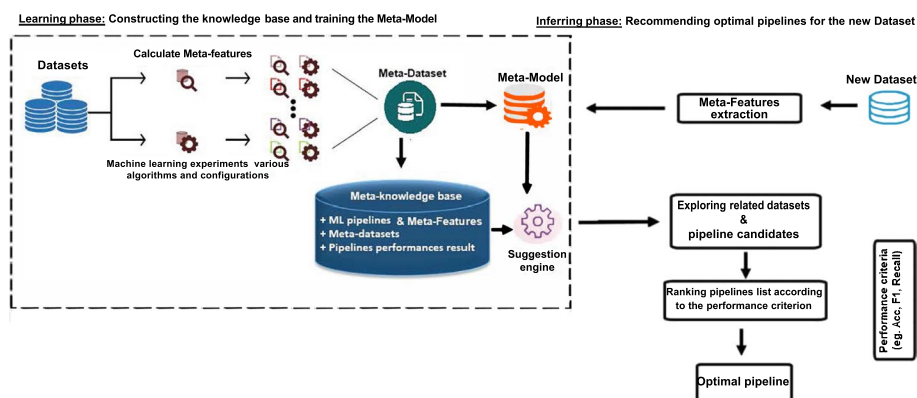 Learning phase: Constructing the knowledge base and training the Meta-Model
Inferring phase: Recommending optimal pipelines for the new Dataset
Calculate Meta-features
Datasets
Machine learning experiments various
algorithms and configurations
Meta-Dataset
Meta-Model
New Dataset
Meta-Features
extraction
Meta-knowledge base
+ ML pipelines & Meta-Features
+ Meta-datasets
+ Pipelines performances result
Suggestion
engine
Exploring related datasets
&
pipeline candidates
Ranking pipelines list according
to the performance criterion
Optimal pipeline
Performance criteria
(eg. Acc, F1, Recall)